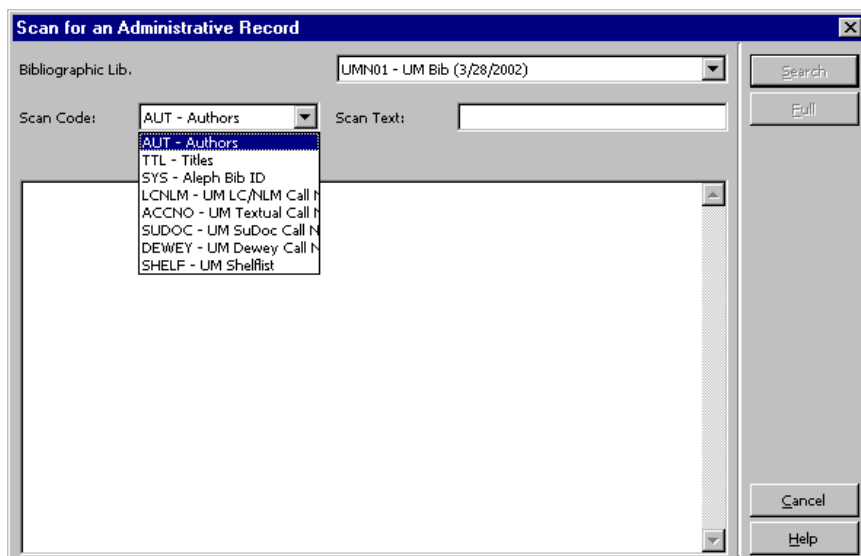 Scan for an Administrative Record
Bibliographic Lib.
UMN01 - UM Bib (3/28/2002)
Search
Scan Code:
AUT - Authors
Scan Text:
Full
AUT - Authors
TTL - Titles
SYS - Aleph Bib ID
LCNLM - UM LC/NLM Call N
ACCNO - UM Textual Call N
SUDOC - UM SuDoc Call N
DEWEY - UM Dewey Call N
SHELF - UM Shelflist
Cancel
Help